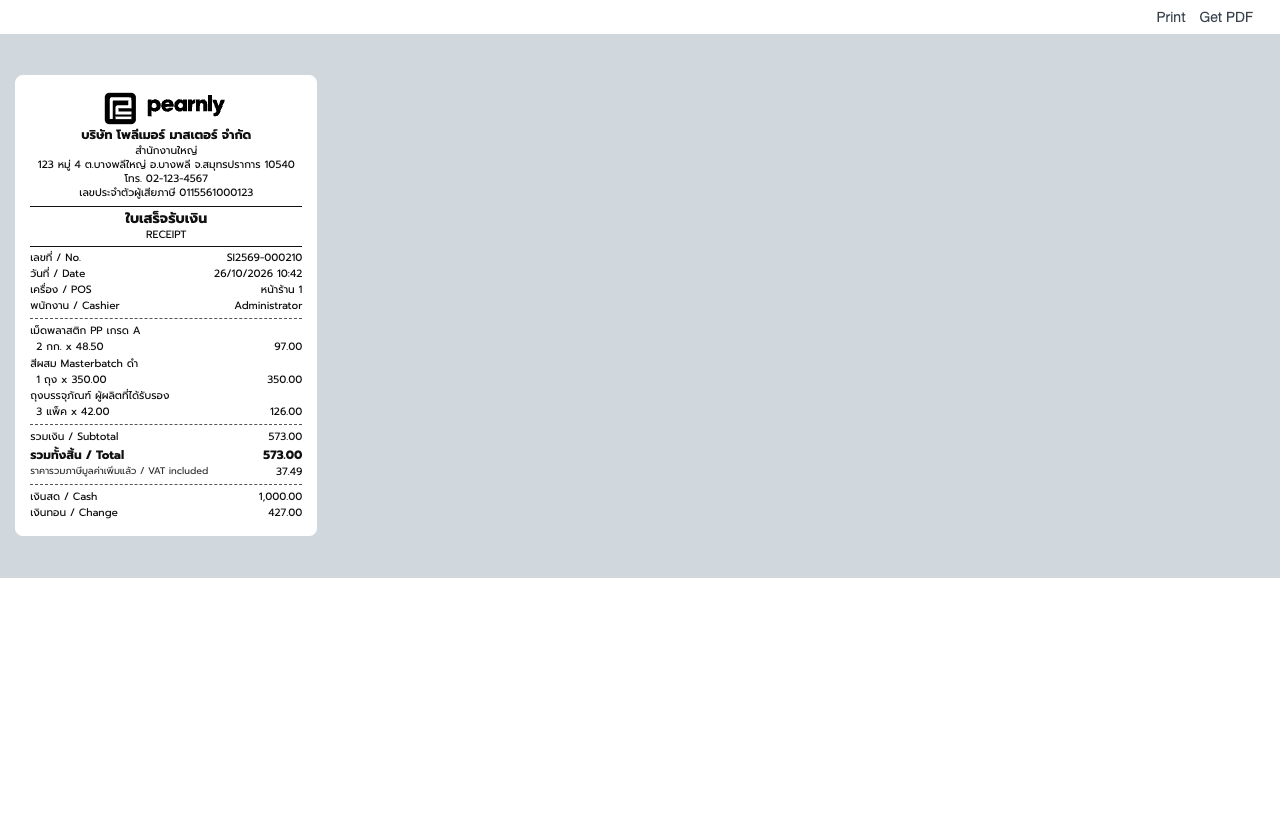 Print Get PDF
pearnly
บริษัท โพลีเมอร์ มาสเตอร์ จำกัด
สำนักงานใหญ่
123 หมู่ 4 ต.บางพลีใหญ่ อ.บางพลี จ.สมุทรปราการ 10540
โทร. 02-123-4567
เลขประจำตัวผู้เสียภาษี 0115561000123
ใบเสร็จรับเงิน
RECEIPT
เลขที่ / No. SI2569-000210
วันที่ / Date 26/10/2026 10:42
เครื่อง / POS หน้าร้าน 1
พนักงาน / Cashier Administrator
เม็ดพลาสติก PP เกรด A
2 กก. x 48.50 97.00
สีผสม Masterbatch ดำ
1 ถุง x 350.00 350.00
ถุงบรรจุภัณฑ์ ผู้ผลิตที่ได้รับรอง
3 แพ็ค x 42.00 126.00
รวมเงิน / Subtotal 573.00
รวมทั้งสิ้น / Total 573.00
ราคารวมภาษีมูลค่าเพิ่มแล้ว / VAT included 37.49
เงินสด / Cash 1,000.00
เงินทอน / Change 427.00